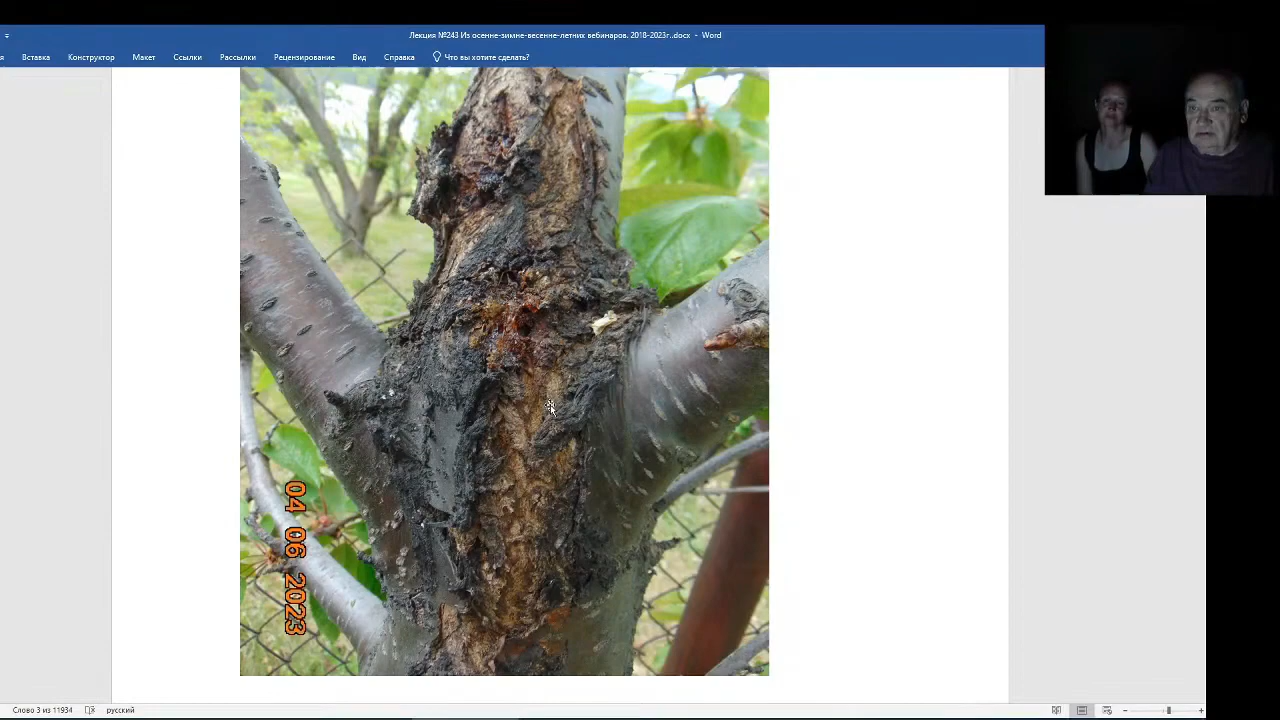 Лекция №243 Из осенне-зимне-весенне-летних вебинаров. 2018-2023г..docx - Word
я Вставка Конструктор Макет Ссылки Рассылки Рецензирование Вид Справка Что вы хотите сделать?
04 06 2023
Слово 3 из 11934 русский